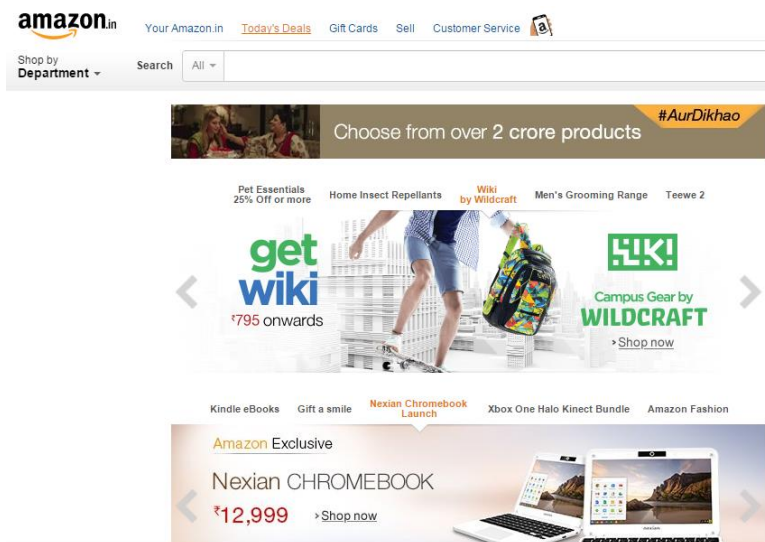 amazon.in
Your Amazon.in Today's Deals Gift Cards Sell Customer Service a
Shop by
Department
Search All
Choose from over 2 crore products
#AurDikhao
Pet Essentials
25% Off or more
Home Insect Repellants
Wiki
by Wildcraft
Men's Grooming Range
Teewe 2
get
wiki
₹795 onwards
WIKI
Campus Gear by
WILDCRAFT
Shop now
Kindle eBooks
Gift a smile
Nexian Chromebook
Launch
Xbox One Halo Kinect Bundle
Amazon Fashion
Amazon Exclusive
Nexian CHROMEBOOK
₹12,999 Shop now